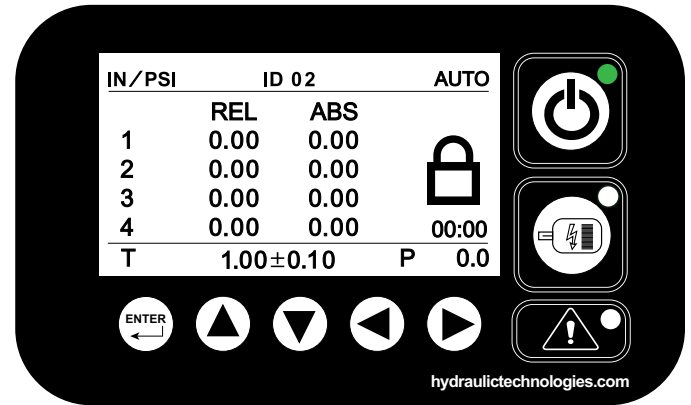 IN/PSI ID 02 AUTO
REL ABS
1 0.00 0.00
2 0.00 0.00
3 0.00 0.00
4 0.00 0.00 00:00
T 1.00±0.10 P 0.0
ENTER
hydraulictechnologies.com